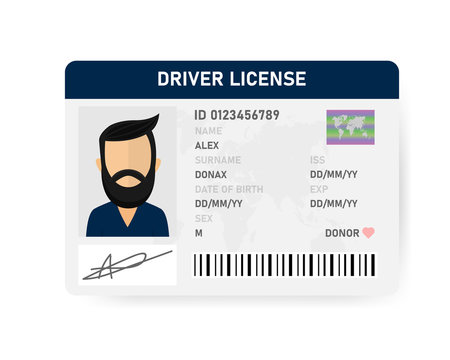 DRIVER LICENSE
ID 0123456789
NAME
ALEX
SURNAME ISS
DONAX DD/MM/YY
DATE OF BIRTH EXP
DD/MM/YY DD/MM/YY
SEX
M DONOR